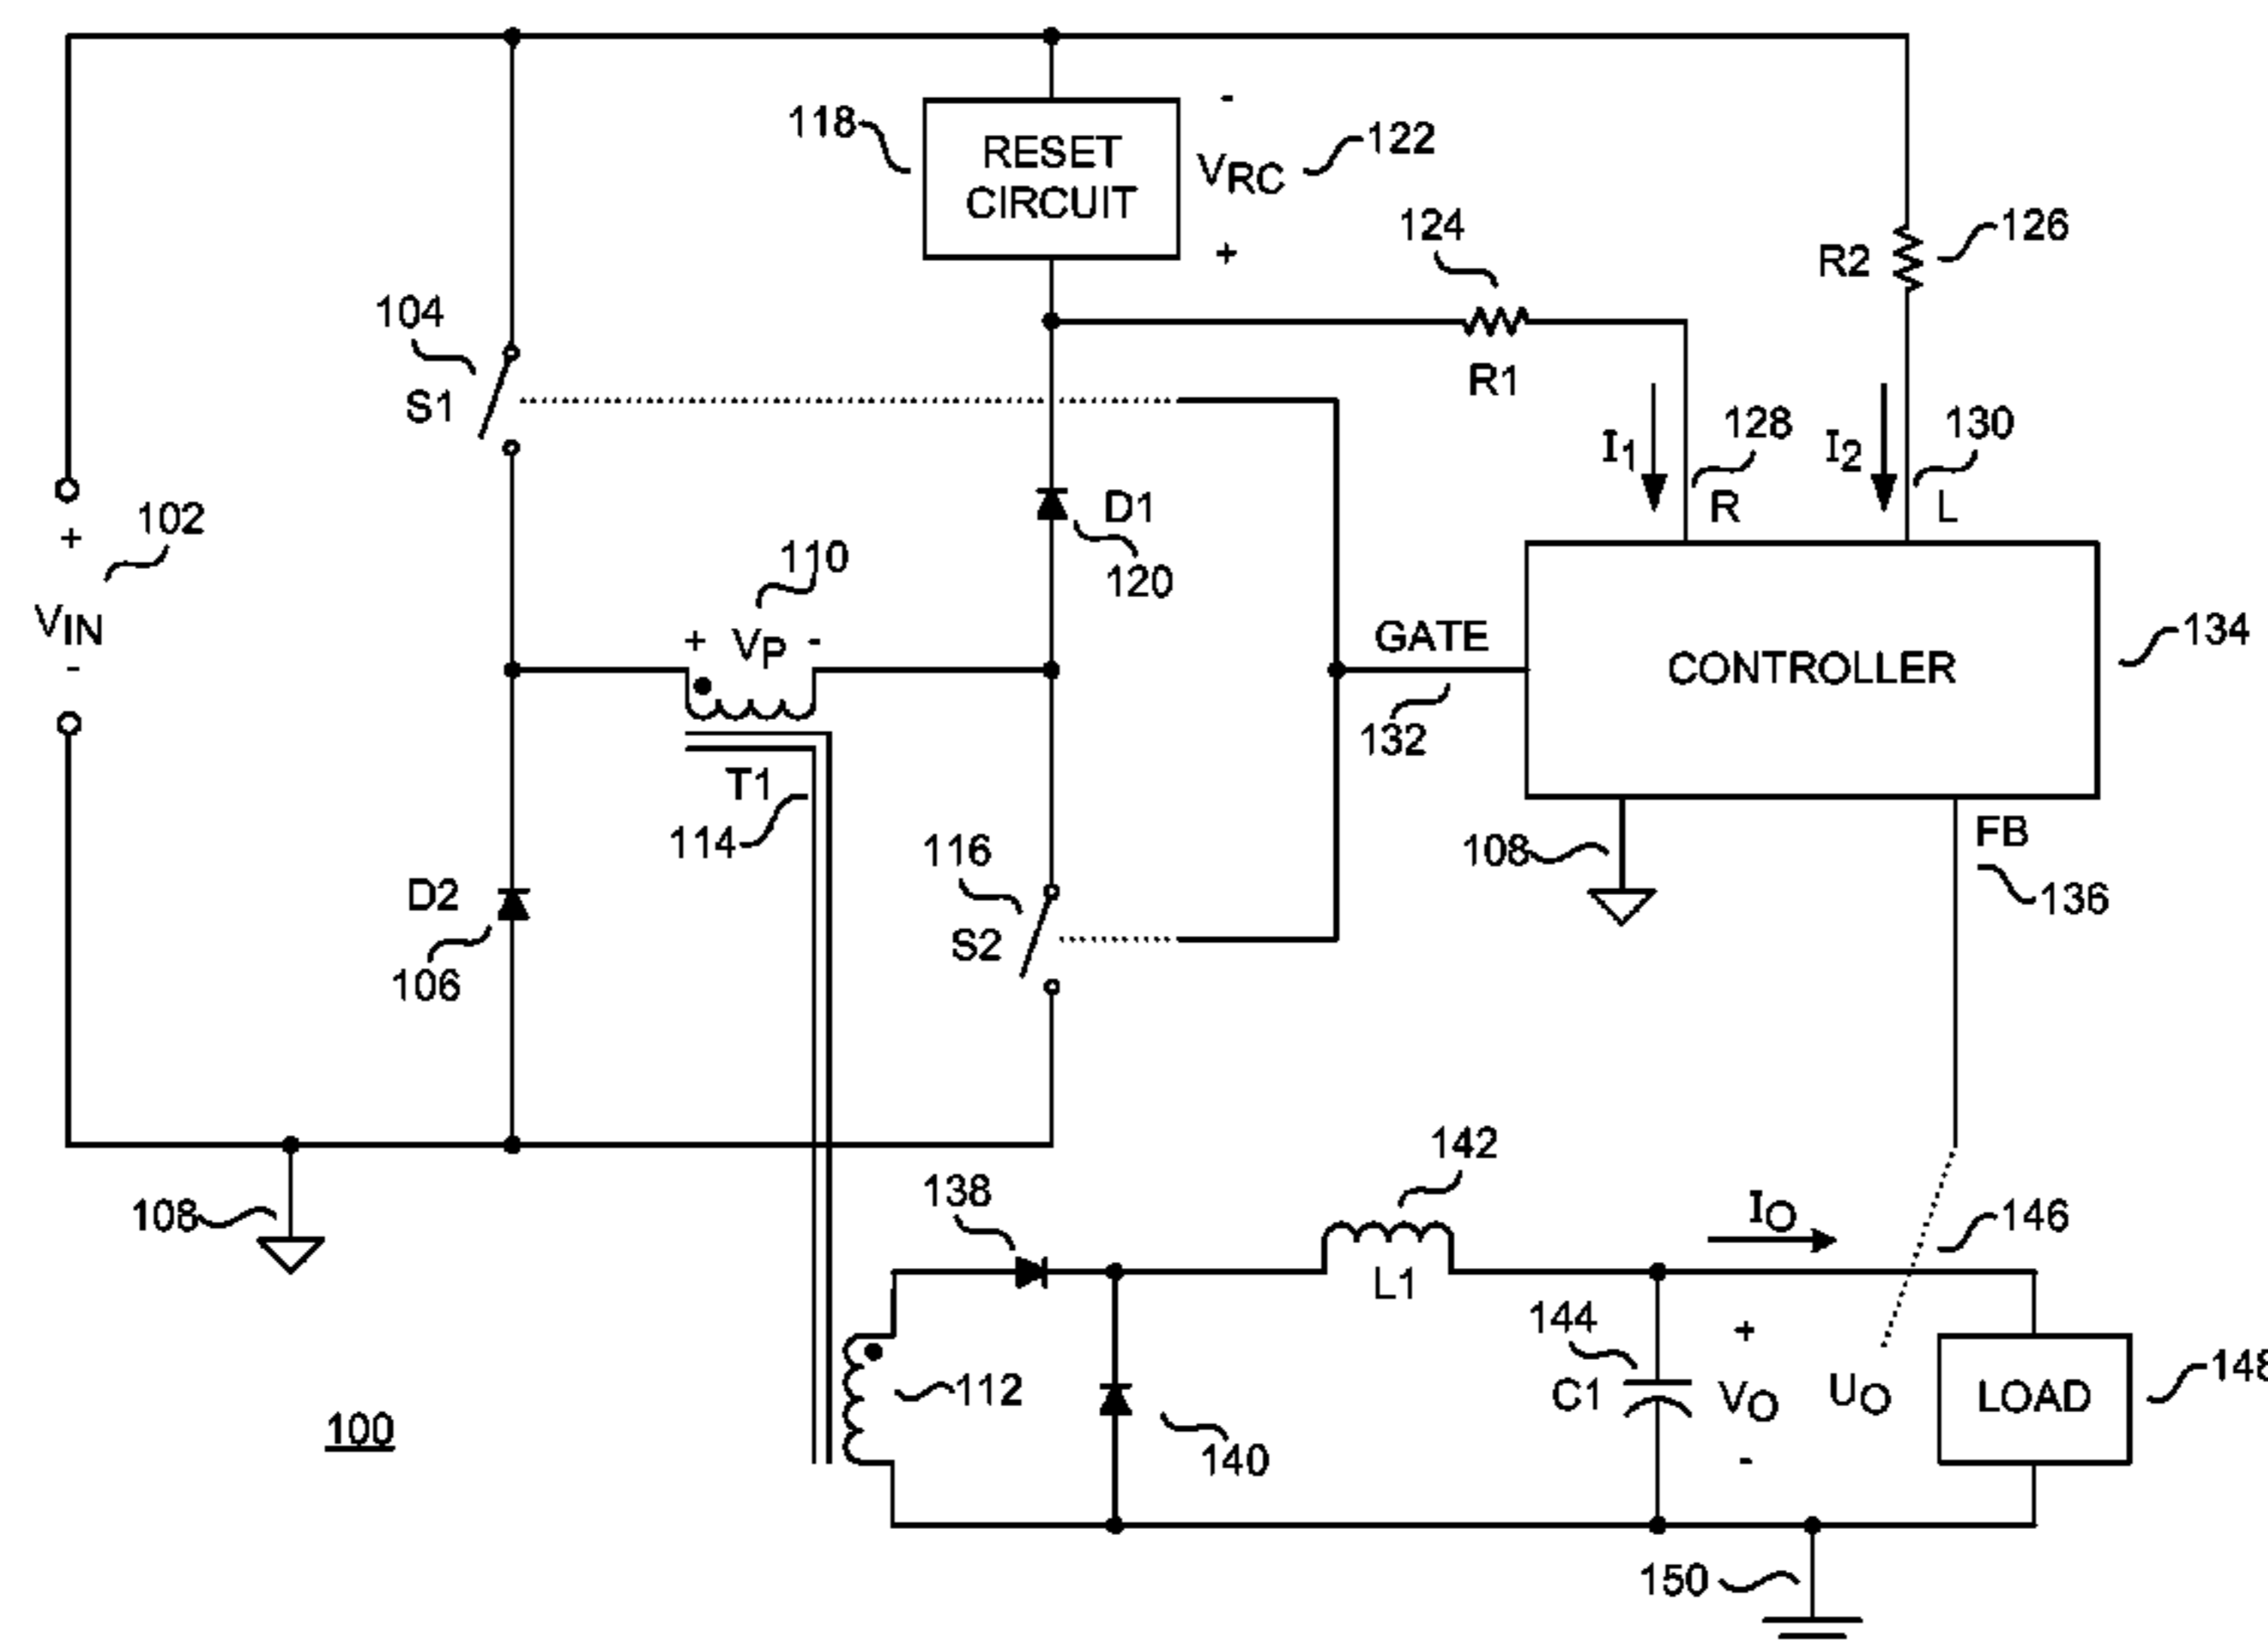 118
RESET
CIRCUIT
-
VRC
+
122
124
R1
R2
126
104
S1
I1
128
R
I2
130
L
+
102
VIN
-
110
+ VP -
D1
120
GATE
132
CONTROLLER
134
T1
114
116
S2
D2
106
108
FB
136
108
138
142
L1
IO
146
144
C1
+
VO
-
UO
LOAD
148
112
140
100
150